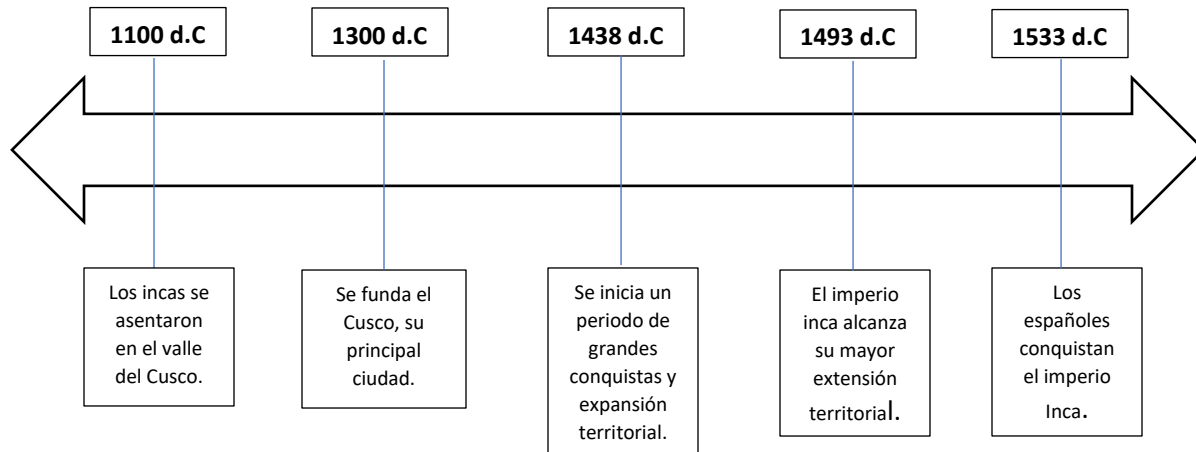 1100 d.C
1300 d.C
1438 d.C
1493 d.C
1533 d.C
Los incas se
asentaron
en el valle
del Cusco.
Se funda el
Cusco, su
principal
ciudad.
Se inicia un
periodo de
grandes
conquistas y
expansión
territorial.
El imperio
inca alcanza
su mayor
extensión
territorial.
Los
españoles
conquistan
el imperio
Inca.